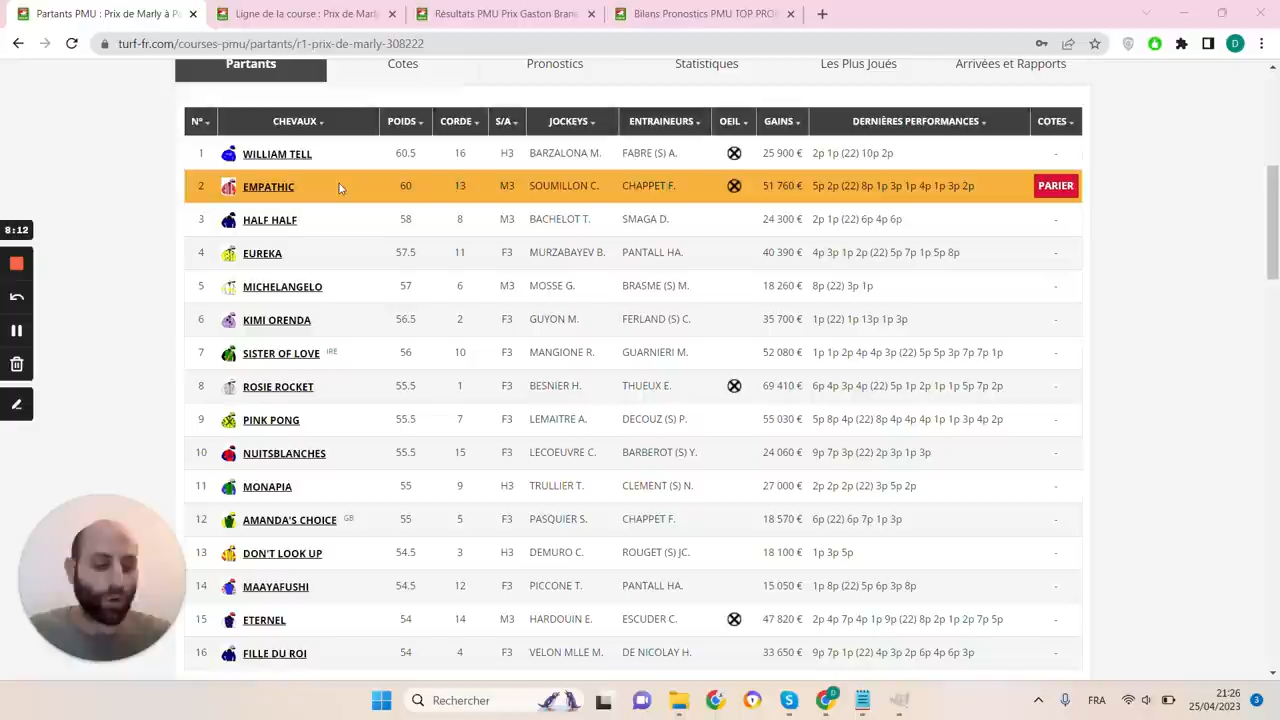 Partants PMU : Prix de Marly à P
Ligne de la course : Prix de Marly
Résultats PMU Prix Gaston Bran
Bilans Pronostics PMU TOP PRO
turf-fr.com/courses-pmu/partants/r1-prix-de-marly-308222
D
Partants Cotes Pronostics Statistiques Les Plus Joués Arrivées et Rapports
N° CHEVAUX POIDS CORDE S/A JOCKEYS ENTRAINEURS OEIL GAINS DERNIÈRES PERFORMANCES COTES
1 WILLIAM TELL 60.5 16 H3 BARZALONA M. FABRE (S) A. 25 900 € 2p 1p (22) 10p 2p -
2 EMPATHIC 60 13 M3 SOUMILLON C. CHAPPET F. 51 760 € 5p 2p (22) 8p 1p 3p 1p 4p 1p 3p 2p PARIER
3 HALF HALF 58 8 M3 BACHELOT T. SMAGA D. 24 300 € 2p 1p (22) 6p 4p 6p -
4 EUREKA 57.5 11 F3 MURZABAYEV B. PANTALL HA. 40 390 € 4p 3p 1p 2p (22) 5p 7p 1p 5p 8p -
5 MICHELANGELO 57 6 M3 MOSSE G. BRASME (S) M. 18 260 € 8p (22) 3p 1p -
6 KIMI ORENDA 56.5 2 F3 GUYON M. FERLAND (S) C. 35 700 € 1p (22) 1p 13p 1p 3p -
7 SISTER OF LOVE IRE 56 10 F3 MANGIONE R. GUARNIERI M. 52 080 € 1p 1p 2p 4p 4p 3p (22) 5p 5p 3p 7p 7p 1p -
8 ROSIE ROCKET 55.5 1 F3 BESNIER H. THUEUX E. 69 410 € 6p 4p 3p 4p (22) 5p 1p 2p 1p 1p 5p 7p 2p -
9 PINK PONG 55.5 7 F3 LEMAITRE A. DECOUZ (S) P. 55 030 € 5p 8p 4p (22) 8p 4p 4p 4p 1p 1p 3p 4p 2p -
10 NUITSBLANCHES 55.5 15 F3 LECOEUVRE C. BARBEROT (S) Y. 24 060 € 9p 7p 3p (22) 2p 3p 1p 3p -
11 MONAPIA 55 9 H3 TRULLIER T. CLEMENT (S) N. 27 000 € 2p 2p 2p (22) 3p 5p 2p -
12 AMANDA'S CHOICE GB 55 5 F3 PASQUIER S. CHAPPET F. 18 570 € 6p (22) 6p 7p 1p 3p -
13 DON'T LOOK UP 54.5 3 H3 DEMURO C. ROUGET (S) JC. 18 100 € 1p 3p 5p -
14 MAAYAFUSHI 54.5 12 F3 PICCONE T. PANTALL HA. 15 050 € 1p 8p (22) 5p 6p 3p 8p -
15 ETERNEL 54 14 M3 HARDOUIN E. ESCUDER C. 47 820 € 2p 4p 7p 4p 1p 9p (22) 8p 2p 1p 2p 7p 5p -
16 FILLE DU ROI 54 4 F3 VELON MLLE M. DE NICOLAY H. 33 650 € 9p 7p 1p (22) 4p 3p 2p 6p 4p 6p 3p -
8:12
Rechercher
D
FRA
21:26
25/04/2023
3